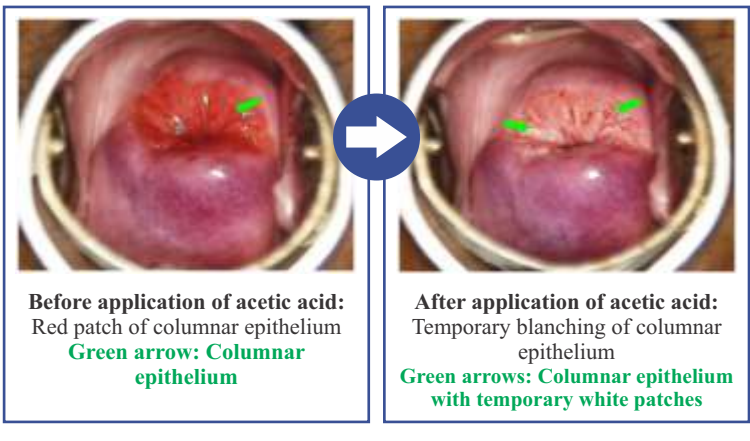 Before application of acetic acid:
Red patch of columnar epithelium
Green arrow: Columnar
epithelium
After application of acetic acid:
Temporary blanching of columnar
epithelium
Green arrows: Columnar epithelium
with temporary white patches